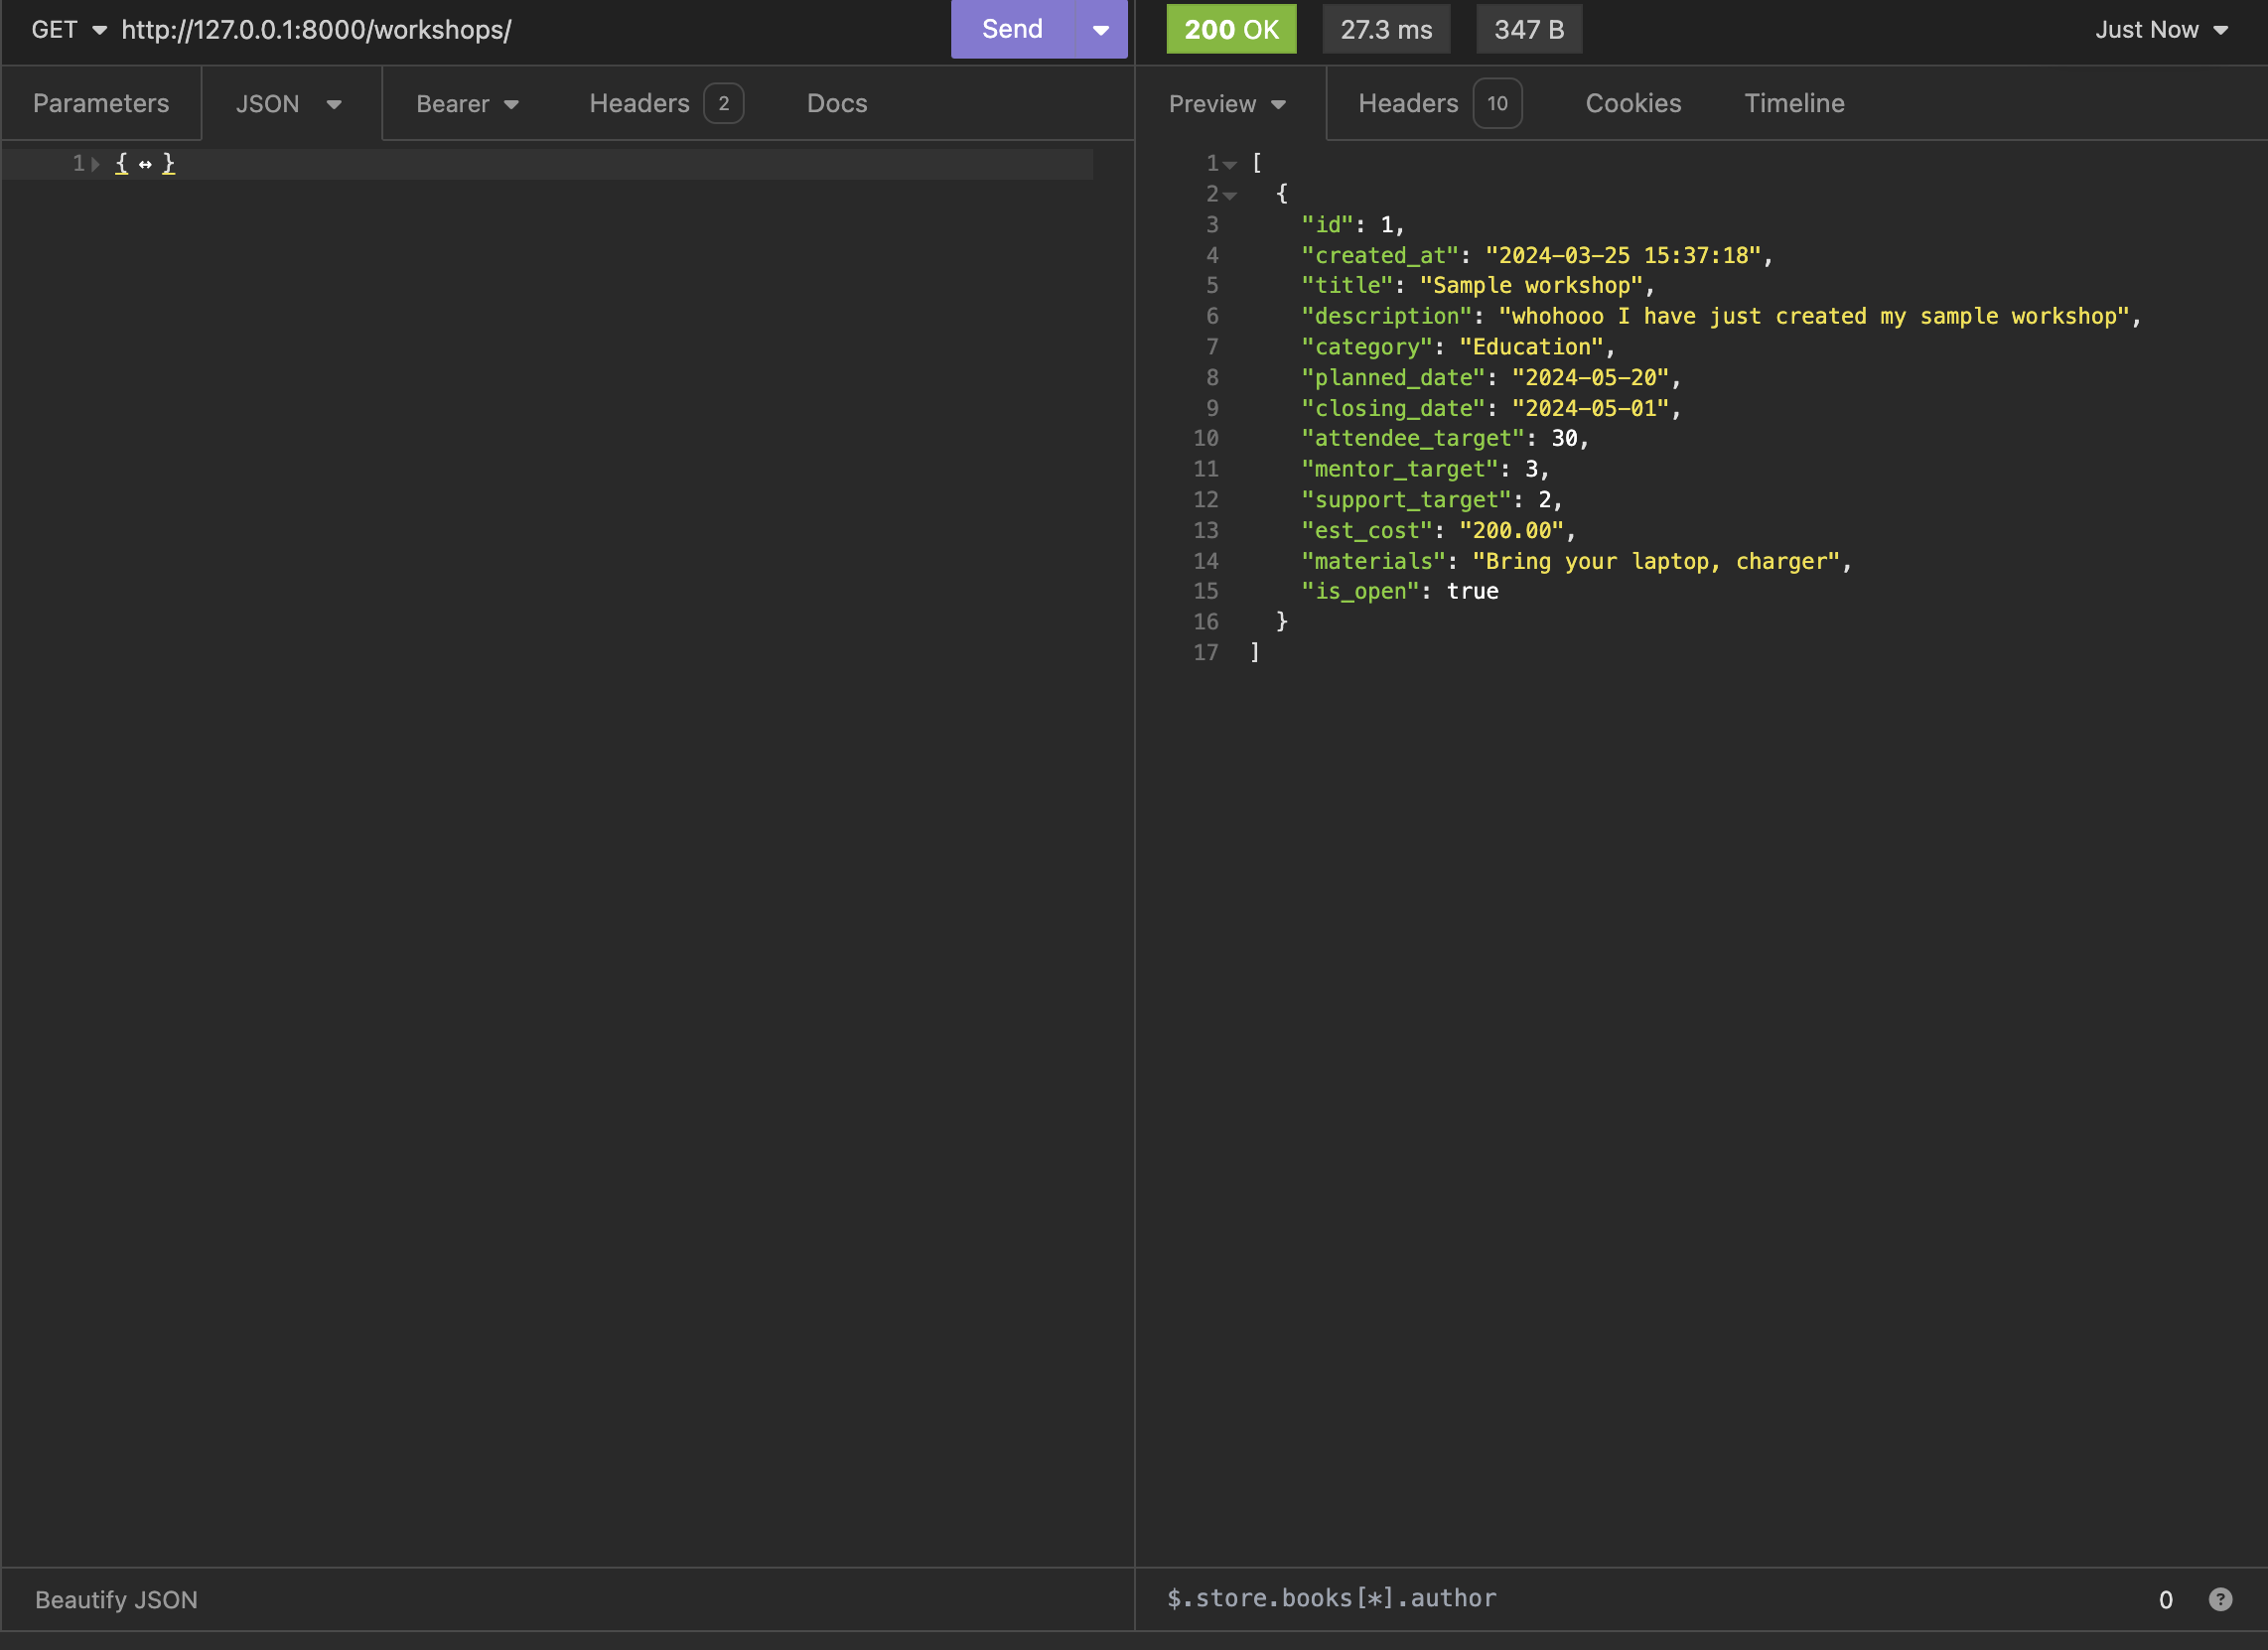 GET http://127.0.0.1:8000/workshops/ Send 200 OK 27.3 ms 347 B Just Now
Parameters JSON Bearer Headers 2 Docs Preview Headers 10 Cookies Timeline
1 { ↔ }
1 [
2 {
3 "id": 1,
4 "created_at": "2024-03-25 15:37:18",
5 "title": "Sample workshop",
6 "description": "whohooo I have just created my sample workshop",
7 "category": "Education",
8 "planned_date": "2024-05-20",
9 "closing_date": "2024-05-01",
10 "attendee_target": 30,
11 "mentor_target": 3,
12 "support_target": 2,
13 "est_cost": "200.00",
14 "materials": "Bring your laptop, charger",
15 "is_open": true
16 }
17 ]
Beautify JSON $.store.books[*].author 0 ?